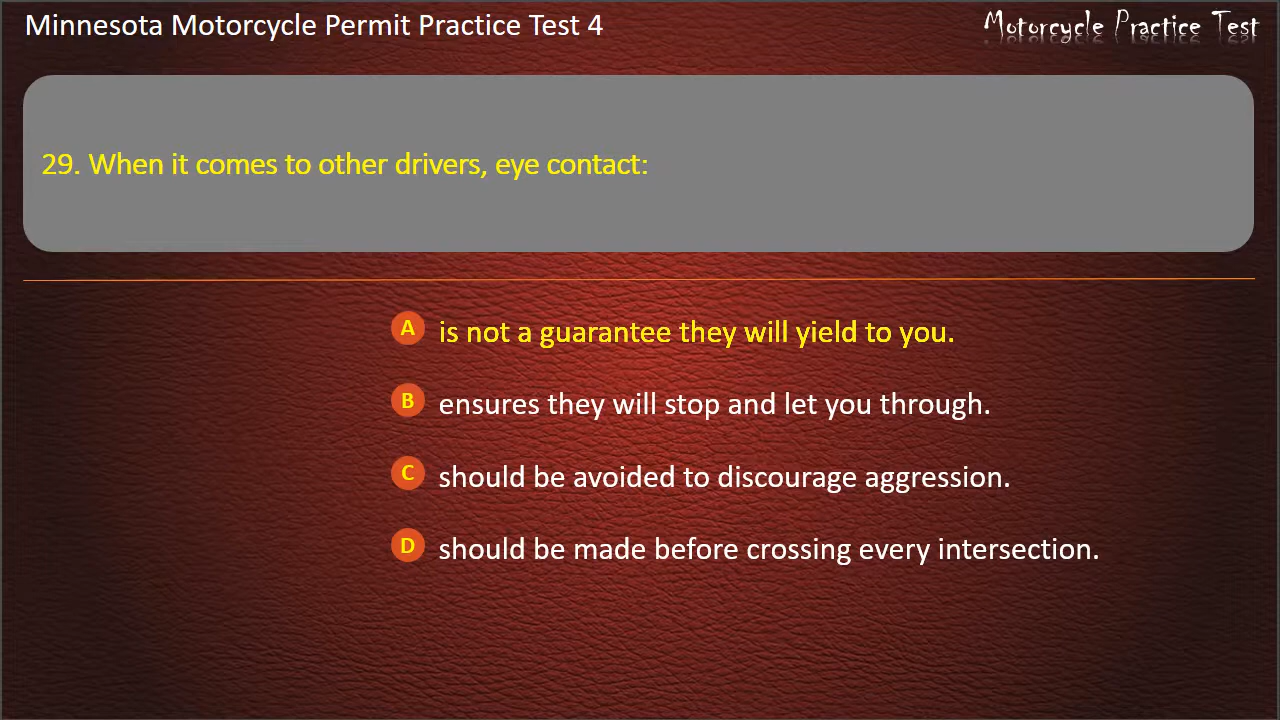 Minnesota Motorcycle Permit Practice Test 4
Motorcycle Practice Test
29. When it comes to other drivers, eye contact:
A is not a guarantee they will yield to you.
B ensures they will stop and let you through.
C should be avoided to discourage aggression.
D should be made before crossing every intersection.